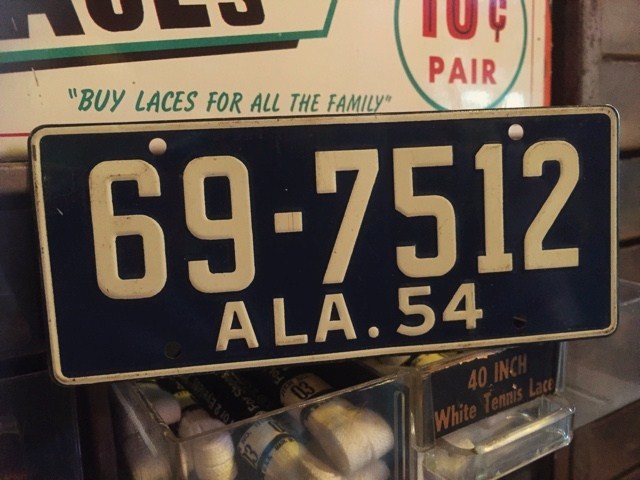 10¢
PAIR
"BUY LACES FOR ALL THE FAMILY"
69-7512
ALA. 54
40 INCH
White Tennis Lace